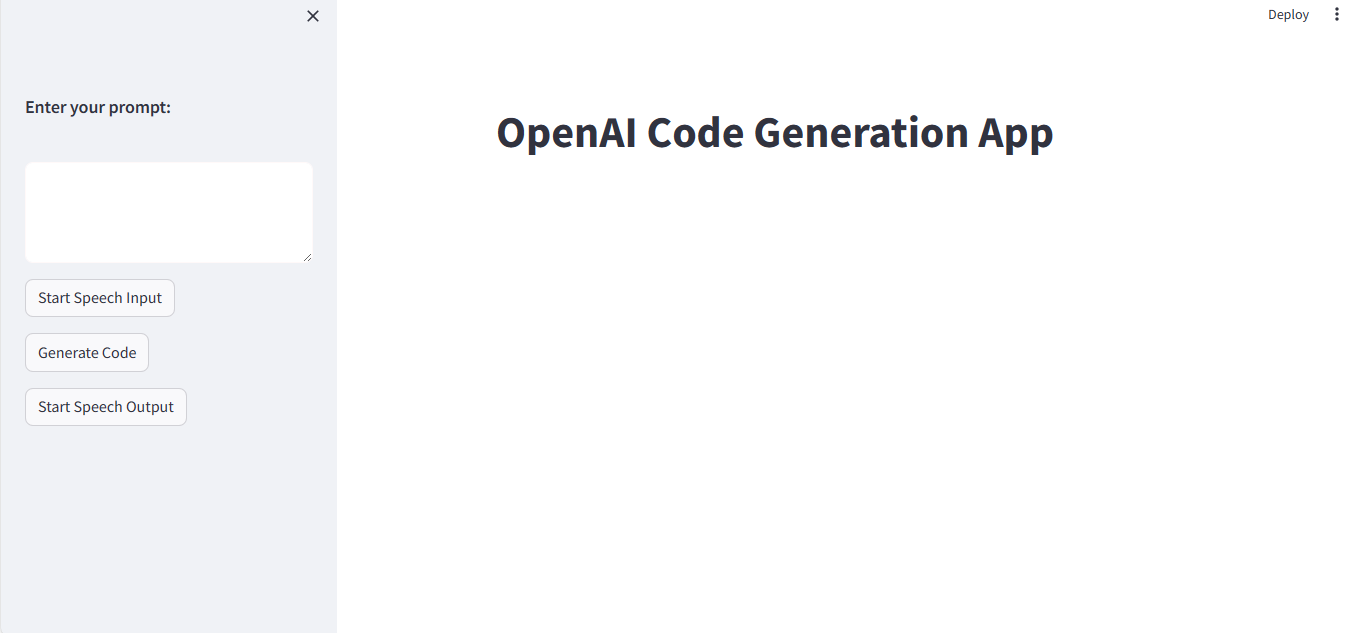 Deploy
Enter your prompt:
OpenAI Code Generation App
Start Speech Input
Generate Code
Start Speech Output